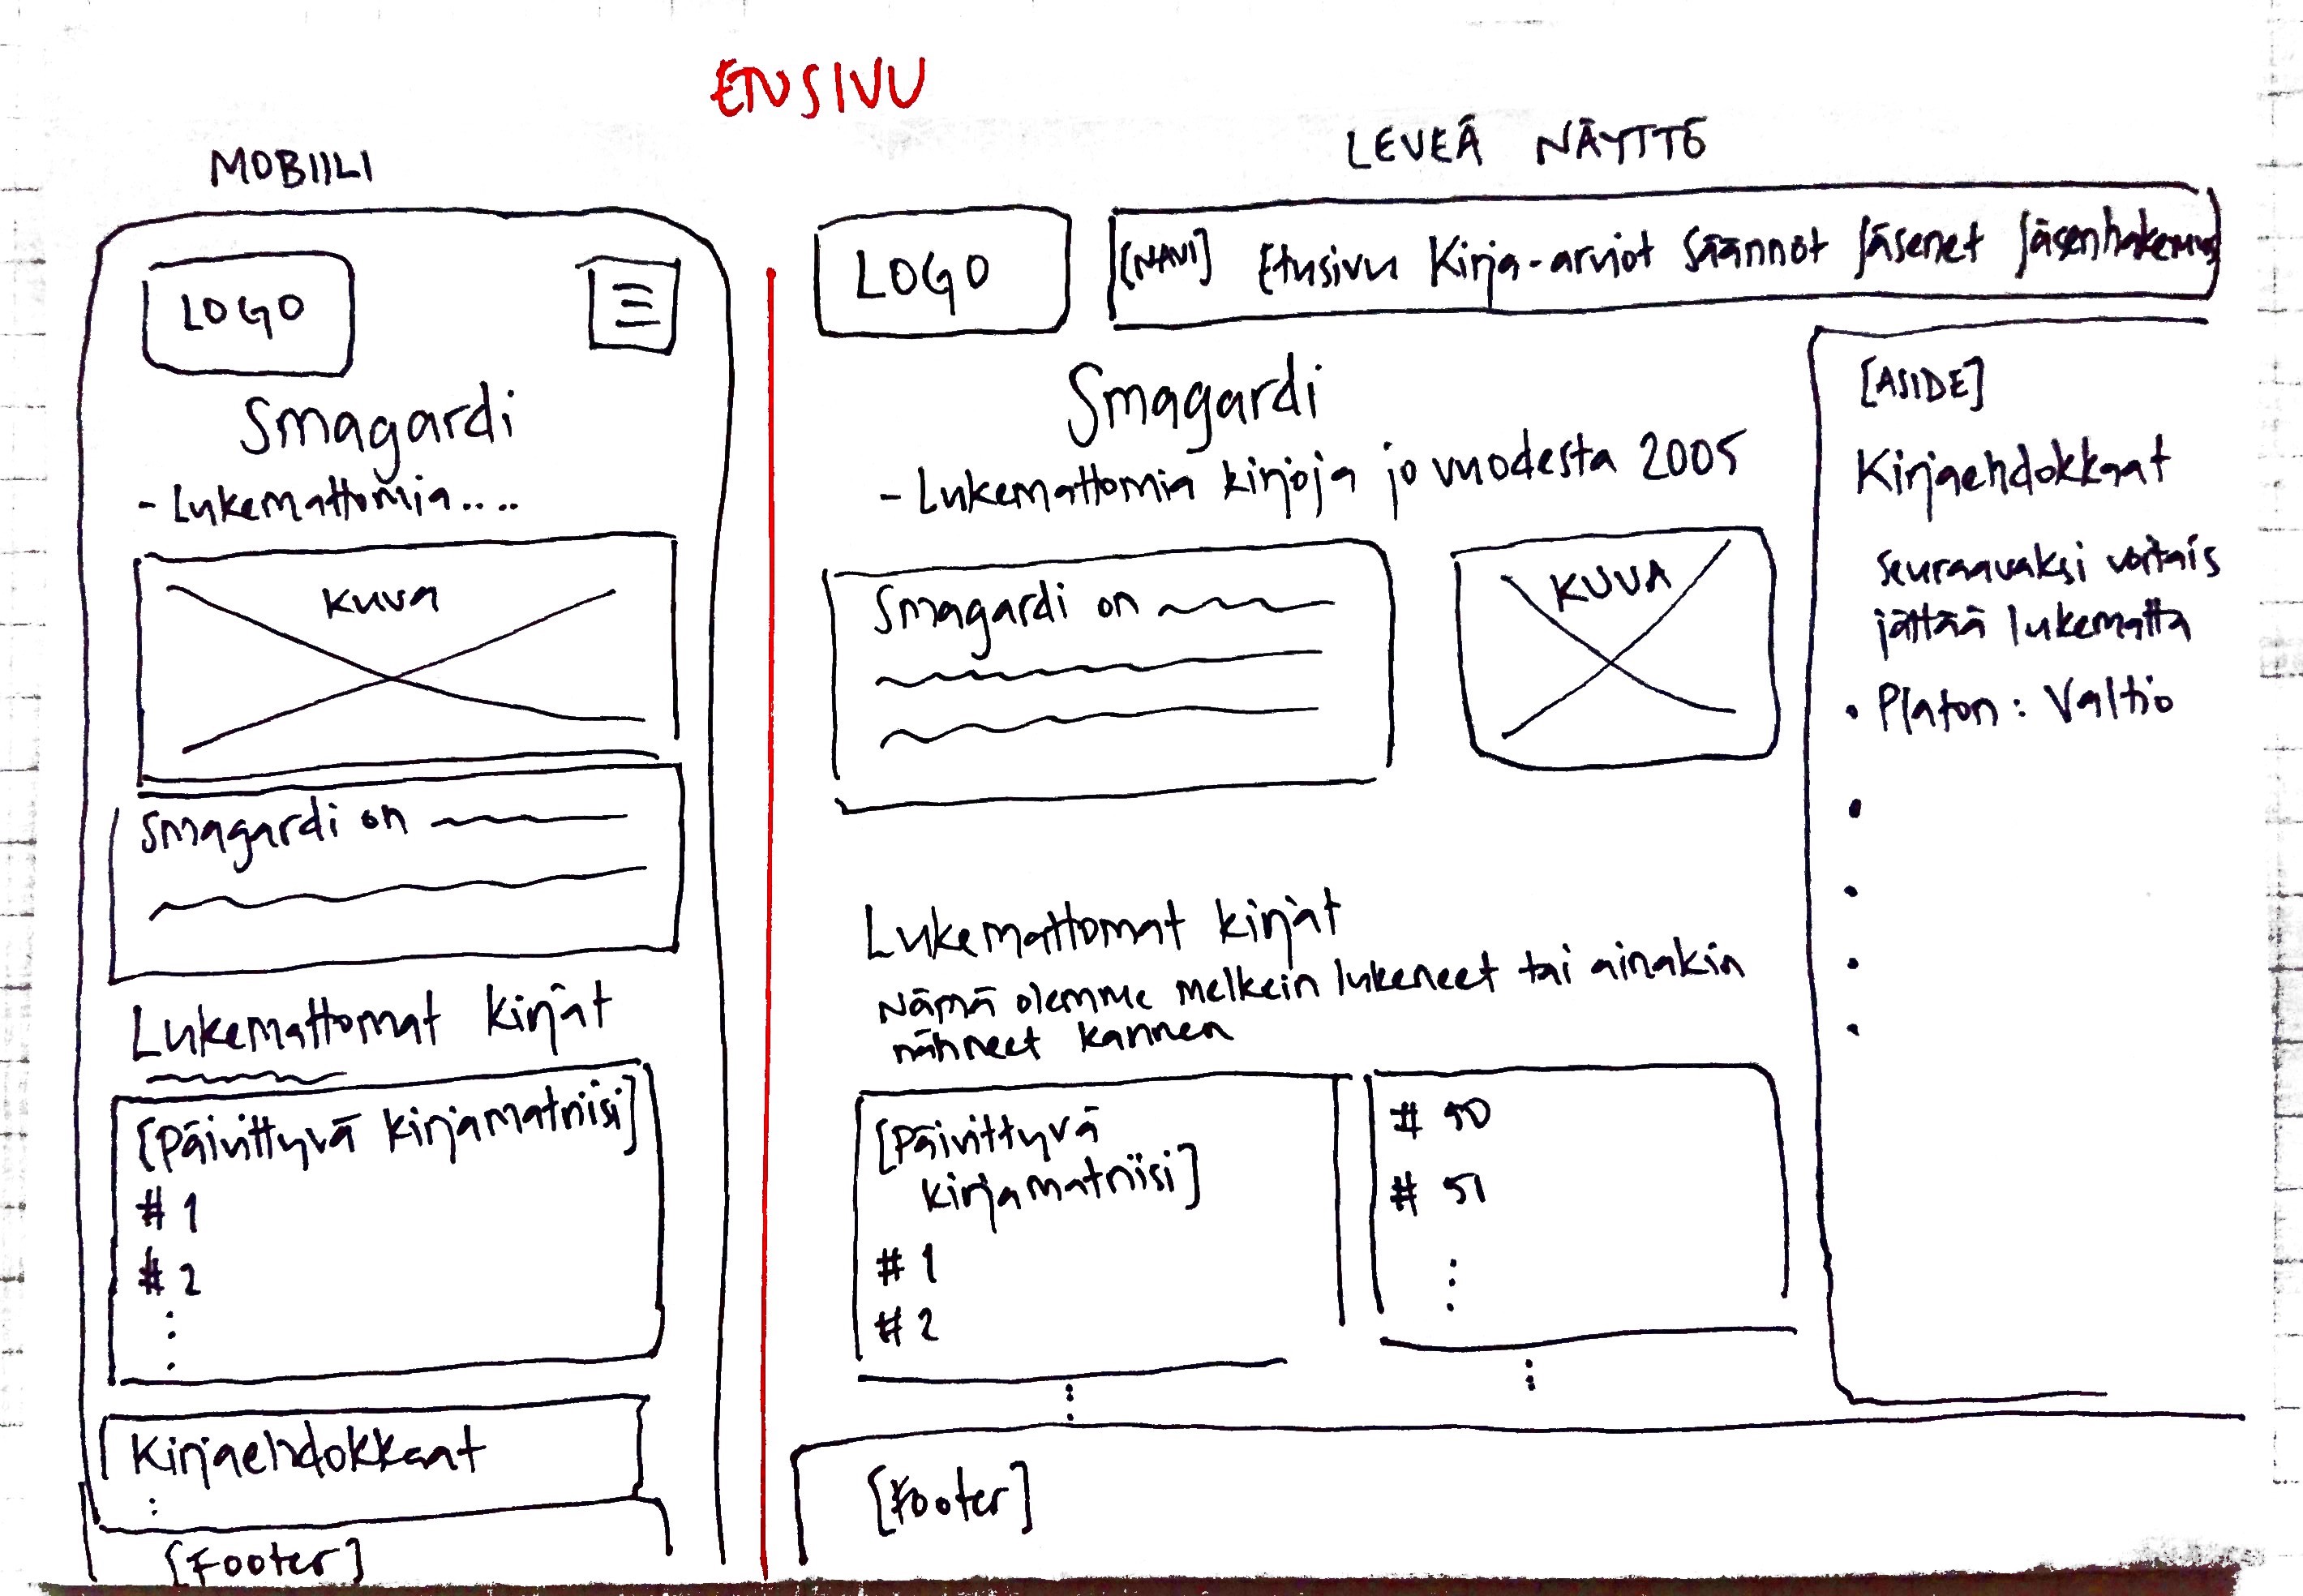 ETUSIVU
MOBIILI
LOGO
Smagardi
- Lukemattomia....
KUVA
Smagardi on
Lukemattomat kirjat
[Päivittyvä kirjamatriisi]
# 1
# 2
Kirjaehdokkaat
[Footer]
LEVEÄ NÄYTTÖ
LOGO
[NAVI] Etusivu Kirja-arviot Säännöt Jäsenet Jäsenhakemus
Smagardi
- Lukemattomia kirjoja jo vuodesta 2005
Smagardi on
KUVA
Lukemattomat kirjat
Nämä olemme melkein lukeneet tai ainakin
nähneet kannen
[Päivittyvä
kirjamatriisi]
# 1
# 2
# 50
# 51
[ASIDE]
Kirjaehdokkaat
Seuraavaksi voitais
jättää lukematta
• Platon: Valtio
[Footer]